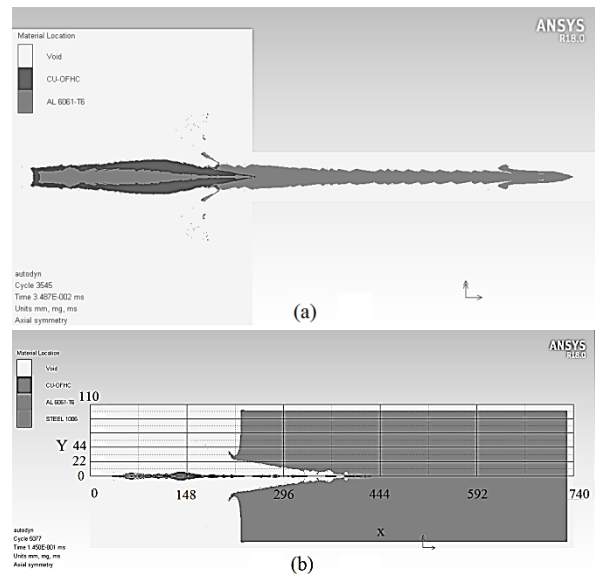 ANSYS
R18.0
Material Location
Void
CU-OFHC
AL 6061-T6
autodyn
Cycle 3545
Time 3.487E-002 ms
Units mm, mg, ms
Axial symmetry
(a)
ANSYS
R18.0
Material Location
Void
CU-OFHC
AL 6061-T6
STEEL 1006
110
Y 44
22
0
0 148 296 444 592 740
X
autodyn
Cycle 5077
Time 1.450E-001 ms
Units mm, mg, ms
Axial symmetry
(b)